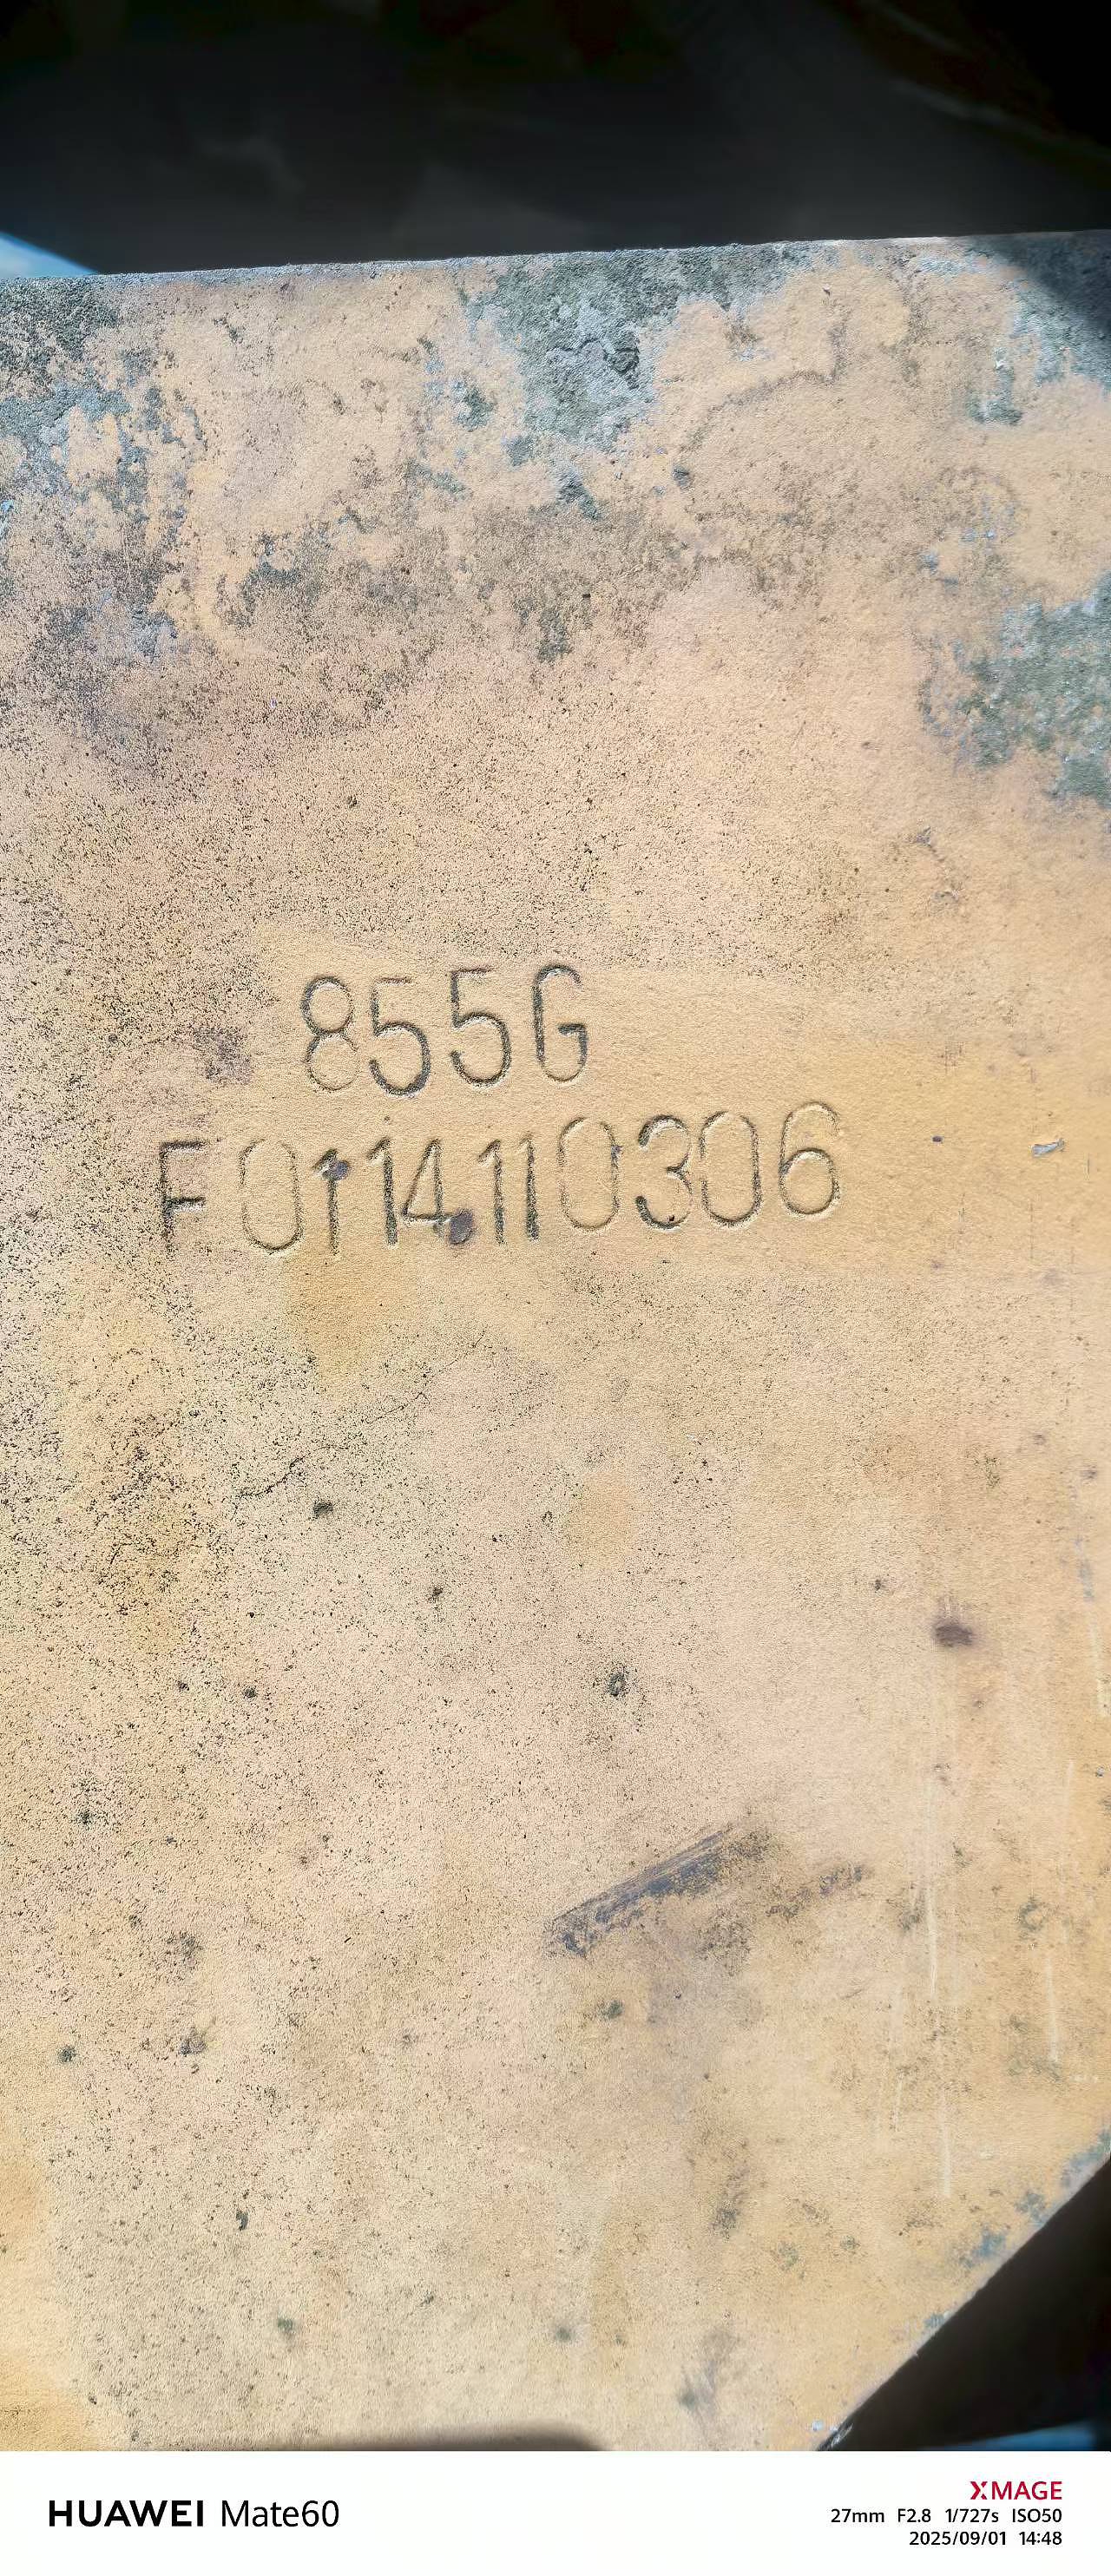 855G
F0114110306
HUAWEI Mate60
XMAGE
27mm F2.8 1/727s ISO50
2025/09/01 14:48